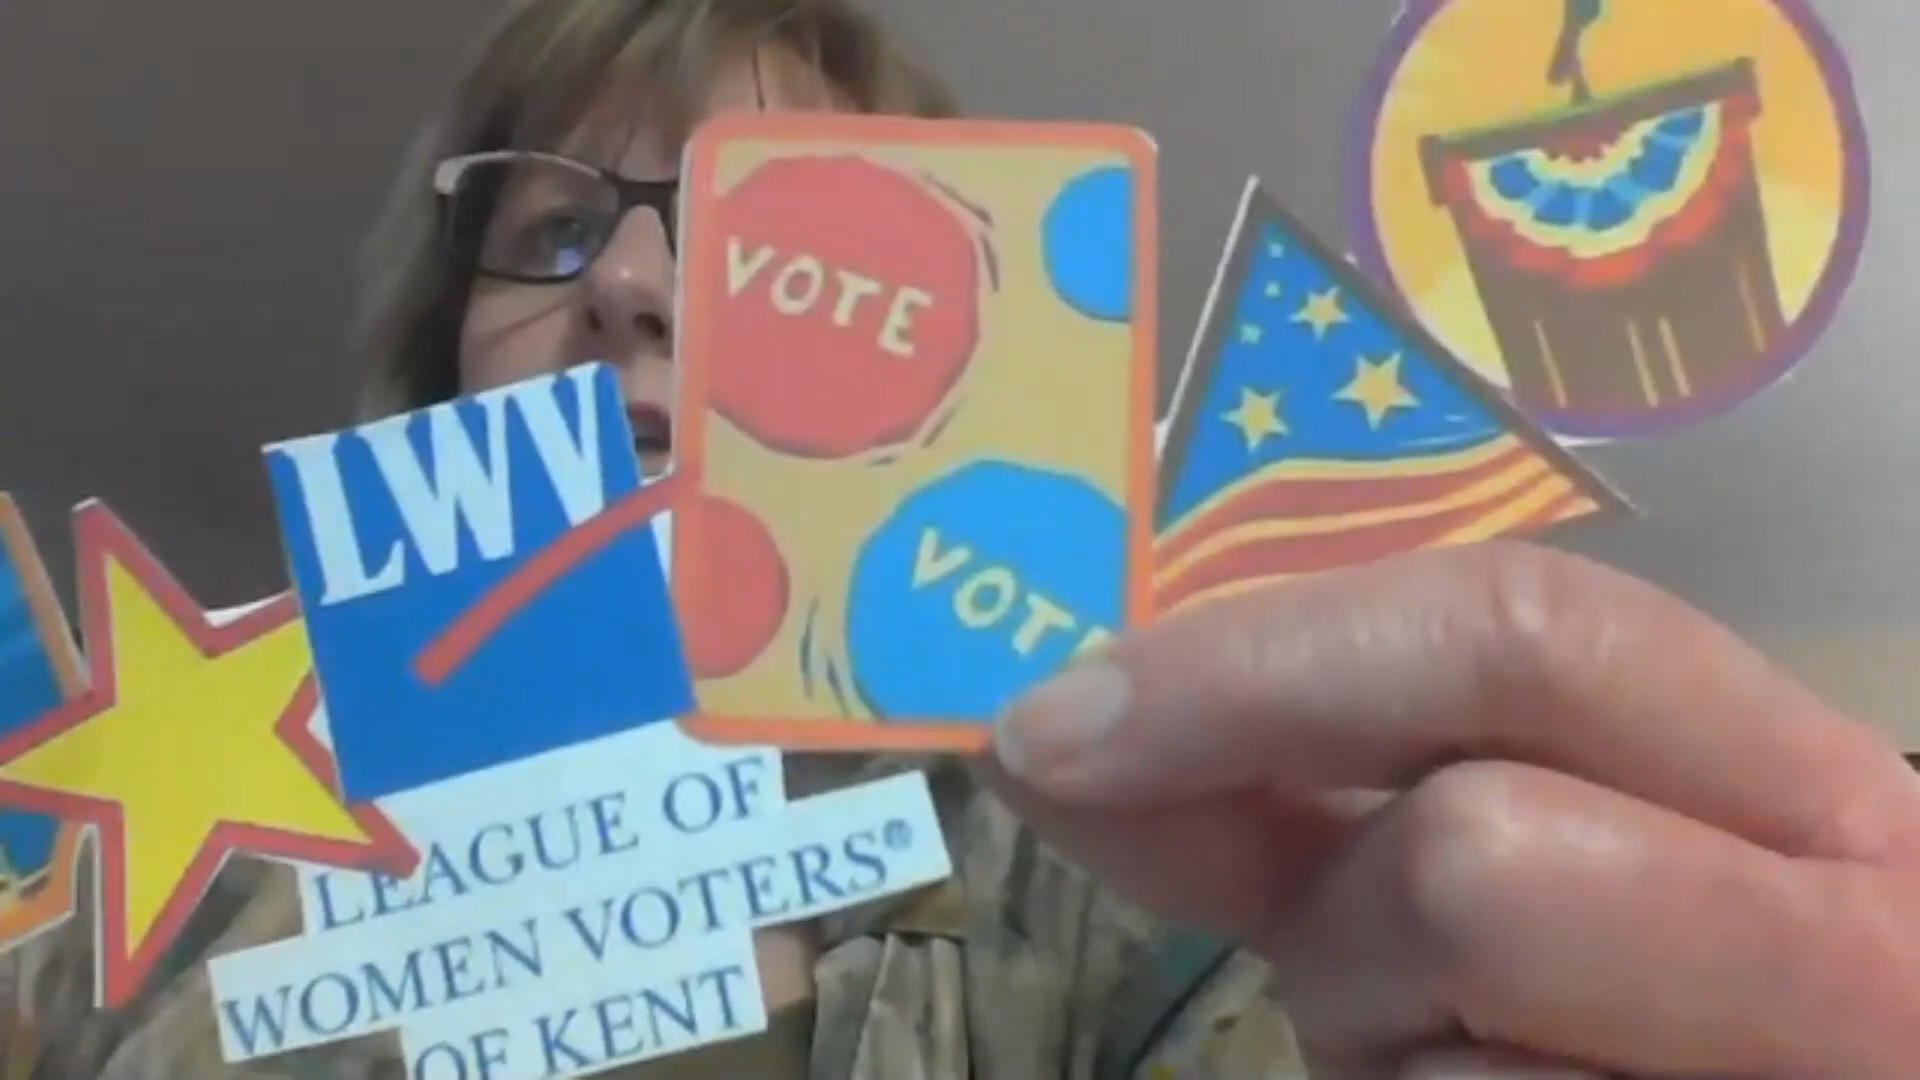 VOTE
LWV
VOTE
LEAGUE OF
WOMEN VOTERS®
OF KENT